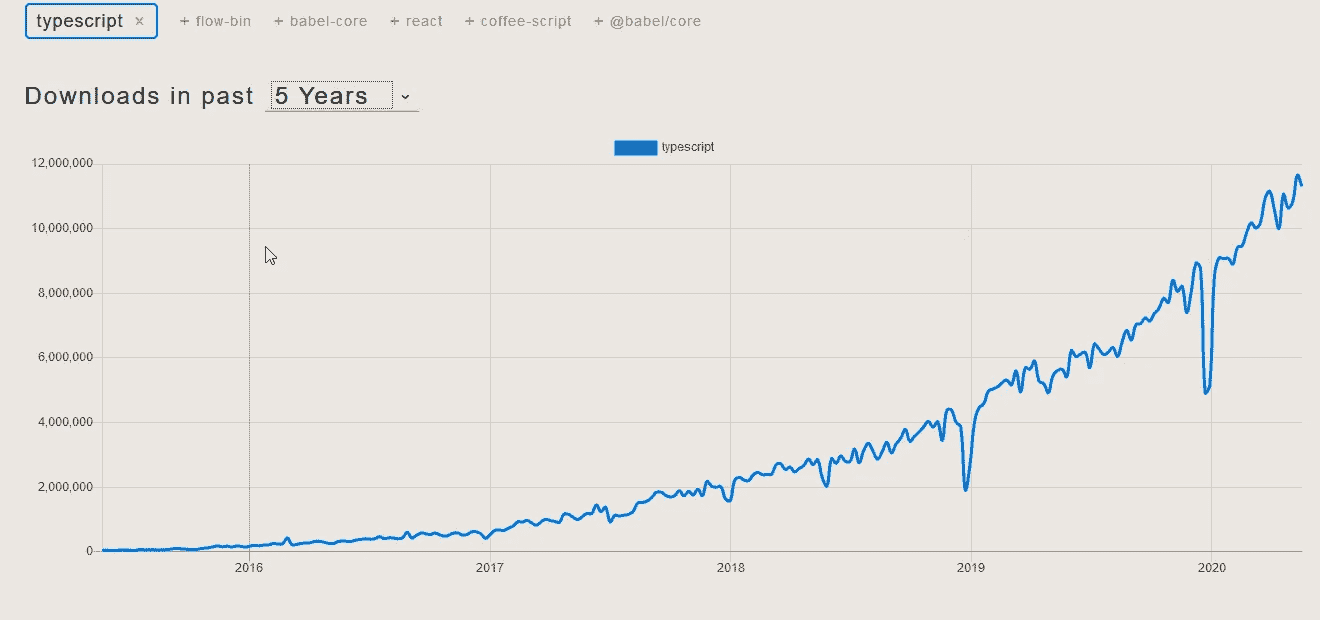 typescript × + flow-bin + babel-core + react + coffee-script + @babel/core
Downloads in past 5 Years
typescript
12,000,000
10,000,000
8,000,000
6,000,000
4,000,000
2,000,000
0
2016 2017 2018 2019 2020